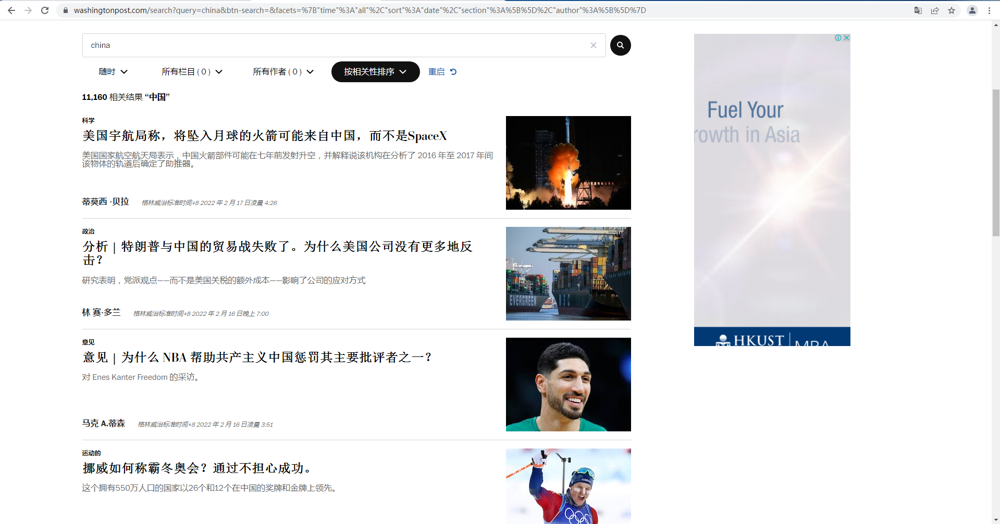 washingtonpost.com/search?query=china&btn-search=&facets=%7B"time"%3A"all"%2C"sort"%3A"date"%2C"section"%3A%5B%5D%2C"author"%3A%5B%5D%7D
china
随时 所有栏目 ( 0 ) 所有作者 ( 0 ) 按相关性排序 重启
11,160 相关结果 “中国”
科学
美国宇航局称，将坠入月球的火箭可能来自中国，而不是SpaceX
美国国家航空航天局表示，中国火箭部件可能在七年前发射升空，并解释说该机构在分析了 2016 年至 2017 年间
该物体的轨道后确定了助推器。
蒂莫西 ·贝拉 格林威治标准时间+8 2022 年 2 月 17 日凌晨 4:26
政治
分析 | 特朗普与中国的贸易战失败了。为什么美国公司没有更多地反
击？
研究表明，党派观点——而不是美国关税的额外成本——影响了公司的应对方式
林 赛·多兰 格林威治标准时间+8 2022 年 2 月 16 日晚上 7:00
EVERGREEN
MSC
意见
意见 | 为什么 NBA 帮助共产主义中国惩罚其主要批评者之一？
对 Enes Kanter Freedom 的采访。
马克 A.蒂森 格林威治标准时间+8 2022 年 2 月 16 日凌晨 3:51
运动的
挪威如何称霸冬奥会？通过不担心成功。
这个拥有550万人口的国家以26个和12个在中国的奖牌和金牌上领先。
Fuel Your
rowth in Asia
HKUST | MBA